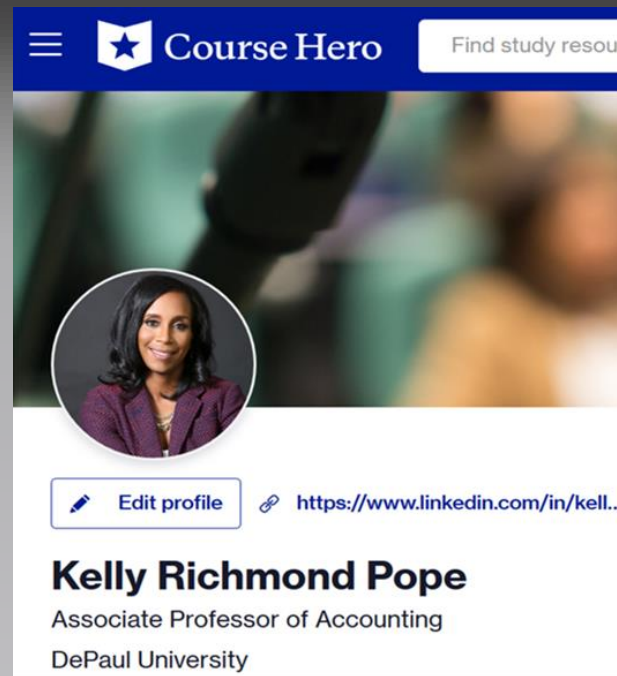 Course Hero
Find study resou
Edit profile
https://www.linkedin.com/in/kell...
Kelly Richmond Pope
Associate Professor of Accounting
DePaul University